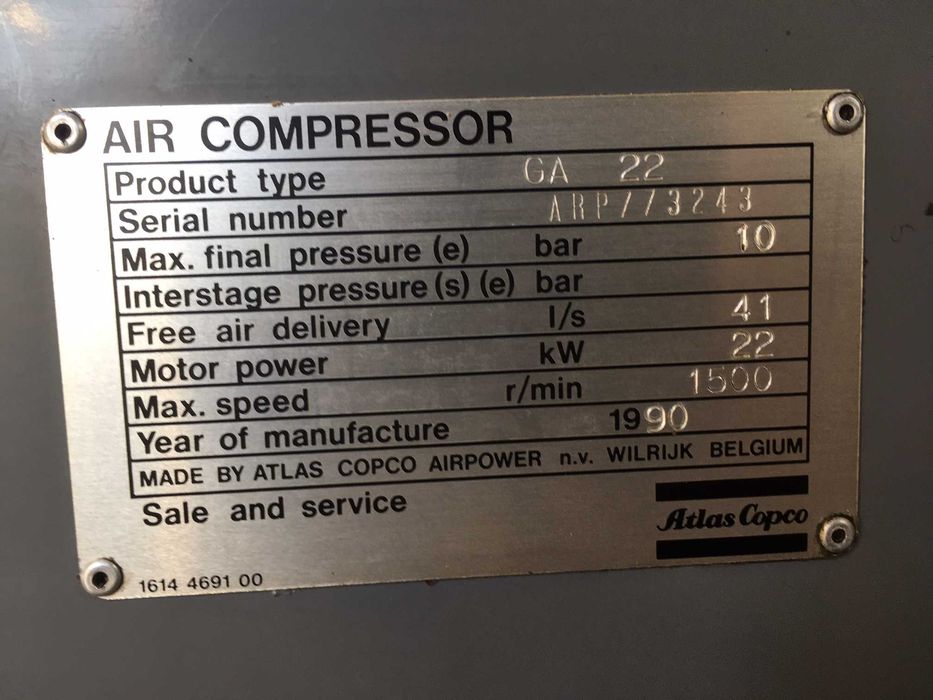 AIR COMPRESSOR
Product type GA 22
Serial number ARP773243
Max. final pressure (e) bar 10
Interstage pressure (s) (e) bar
Free air delivery l/s 41
Motor power kW 22
Max. speed r/min 1500
Year of manufacture 1990
MADE BY ATLAS COPCO AIRPOWER n.v. WILRIJK BELGIUM
Sale and service
Atlas Copco
1614 4691 00